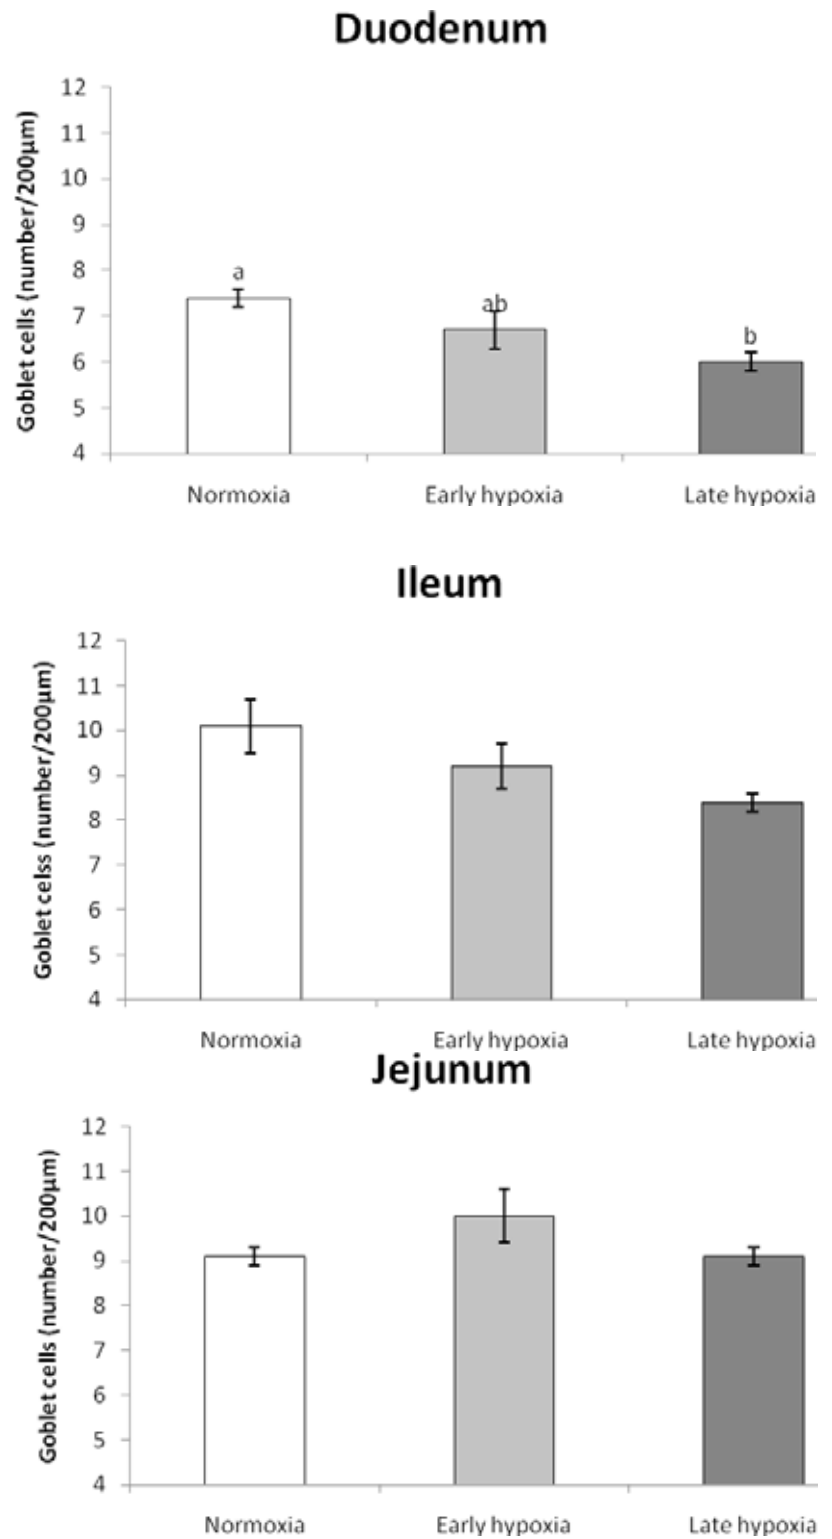 Duodenum
Goblet cells (number/200µm)
12
11
10
9
8
7
6
5
4
a
ab
b
Normoxia Early hypoxia Late hypoxia
Ileum
Goblet celss (number/200µm)
12
11
10
9
8
7
6
5
4
Normoxia Early hypoxia Late hypoxia
Jejunum
Goblet cells (number/200µm)
12
11
10
9
8
7
6
5
4
Normoxia Early hypoxia Late hypoxia